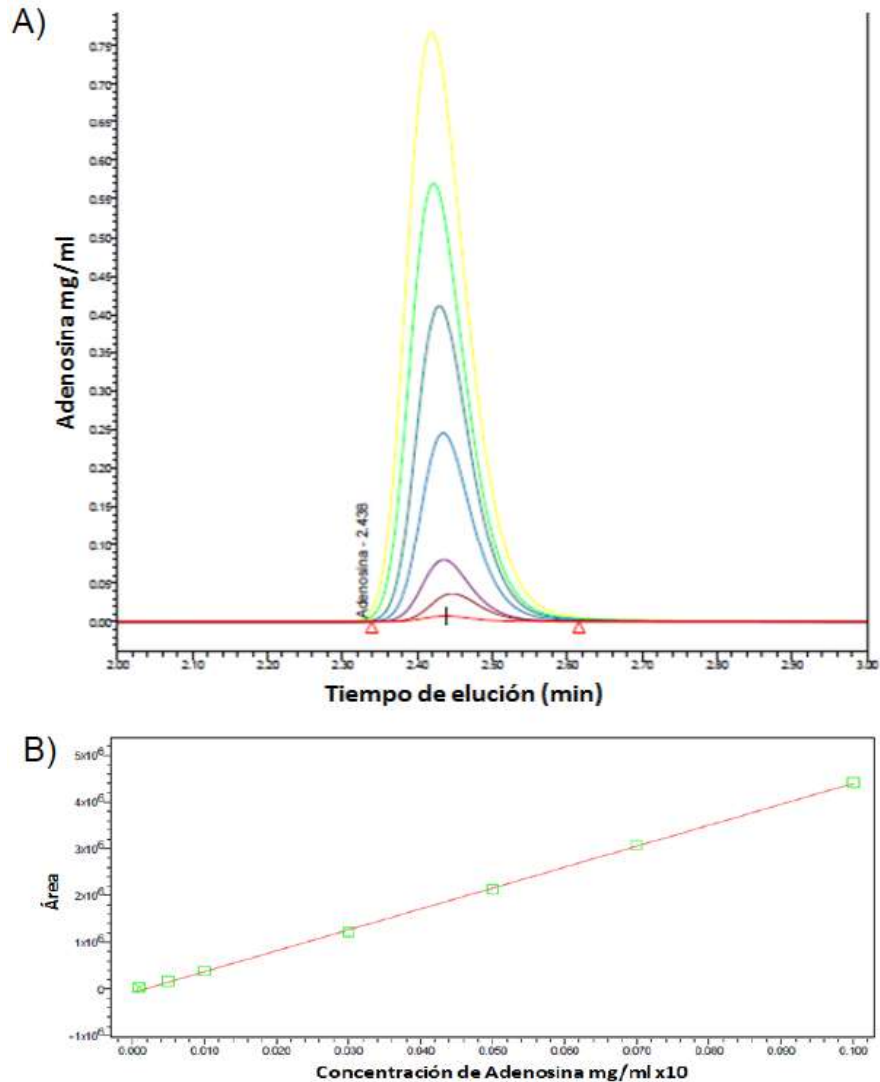 A)
Adenosina mg/ml
0.75
0.70
0.65
0.60
0.55
0.50
0.45
0.40
0.35
0.30
0.25
0.20
0.15
0.10
0.05
0.00
Adenosina - 2.438
2.00 2.10 2.20 2.30 2.40 2.50 2.60 2.70 2.80 2.90 3.00
Tiempo de elución (min)
B)
Área
5x10⁶
4x10⁶
3x10⁶
2x10⁶
1x10⁶
0
-1x10⁶
0.000 0.010 0.020 0.030 0.040 0.050 0.060 0.070 0.080 0.090 0.100
Concentración de Adenosina mg/ml x10